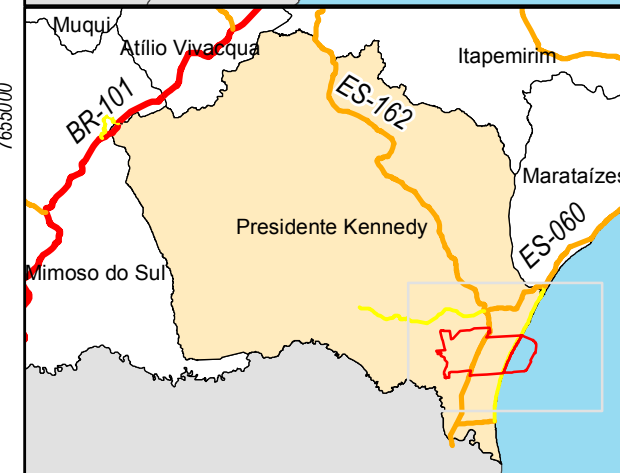 Muqui
Atílio Vivacqua
Itapemirim
7655000
BR-101
ES-162
Marataízes
Presidente Kennedy
ES-060
Mimoso do Sul